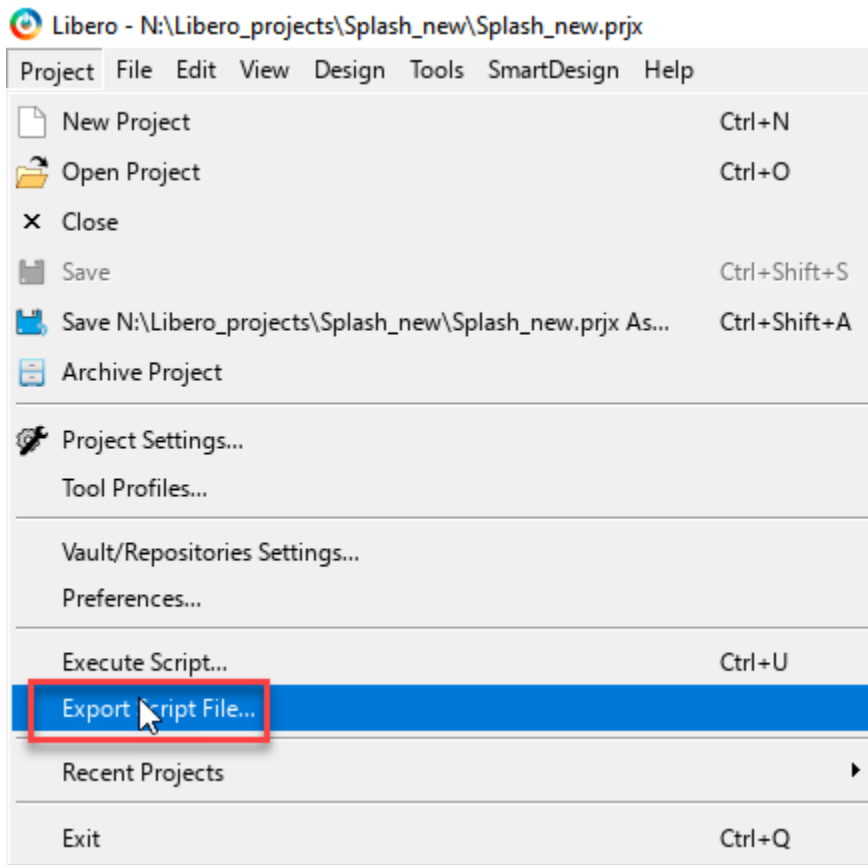 Libero - N:\Libero_projects\Splash_new\Splash_new.prjx
Project File Edit View Design Tools SmartDesign Help
New Project Ctrl+N
Open Project Ctrl+O
Close
Save Ctrl+Shift+S
Save N:\Libero_projects\Splash_new\Splash_new.prjx As... Ctrl+Shift+A
Archive Project
Project Settings...
Tool Profiles...
Vault/Repositories Settings...
Preferences...
Execute Script... Ctrl+U
Export Script File...
Recent Projects
Exit Ctrl+Q